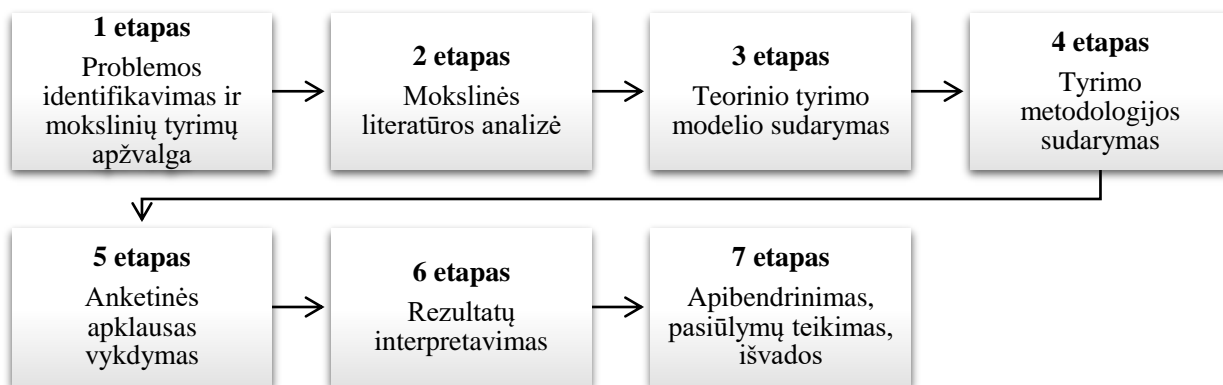 1 etapas
Problemos
identifikavimas ir
mokslinių tyrimų
apžvalga
2 etapas
Mokslinės
literatūros analizė
3 etapas
Teorinio tyrimo
modelio sudarymas
4 etapas
Tyrimo
metodologijos
sudarymas
5 etapas
Anketinės
apklausas
vykdymas
6 etapas
Rezultatų
interpretavimas
7 etapas
Apibendrinimas,
pasiūlymų teikimas,
išvados